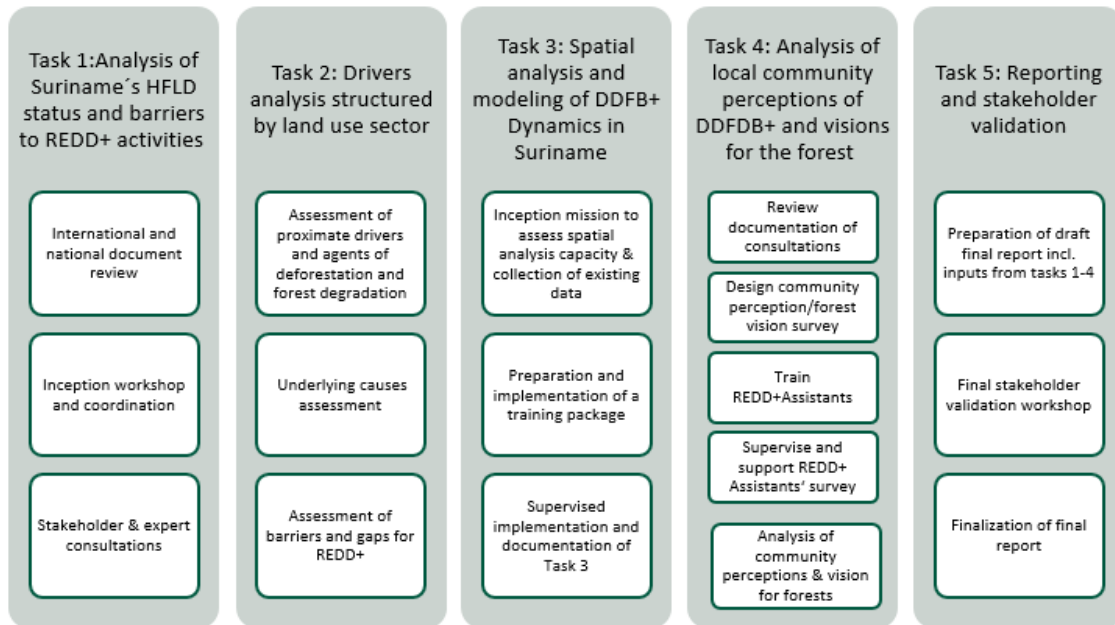 Task 1:Analysis of
Suriname´s HFLD
status and barriers
to REDD+ activities
International and
national document
review
Inception workshop
and coordination
Stakeholder & expert
consultations
Task 2: Drivers
analysis structured
by land use sector
Assessment of
proximate drivers
and agents of
deforestation and
forest degradation
Underlying causes
assessment
Assessment of
barriers and gaps for
REDD+
Task 3: Spatial
analysis and
modeling of DDFB+
Dynamics in
Suriname
Inception mission to
assess spatial
analysis capacity &
collection of existing
data
Preparation and
implementation of a
training package
Supervised
implementation and
documentation of
Task 3
Task 4: Analysis of
local community
perceptions of
DDFDB+ and visions
for the forest
Review
documentation of
consultations
Design community
perception/forest
vision survey
Train
REDD+Assistants
Supervise and
support REDD+
Assistants’ survey
Analysis of
community
perceptions & vision
for forests
Task 5: Reporting
and stakeholder
validation
Preparation of draft
final report incl.
inputs from tasks 1-4
Final stakeholder
validation workshop
Finalization of final
report